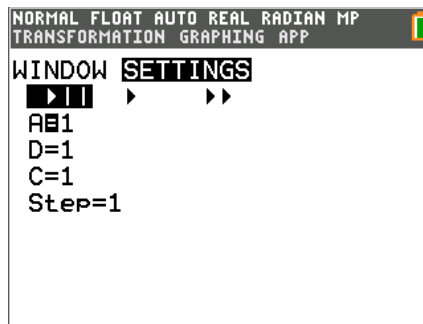 NORMAL FLOAT AUTO REAL RADIAN MP
TRANSFORMATION GRAPHING APP
WINDOW SETTINGS
A=1
D=1
C=1
Step=1